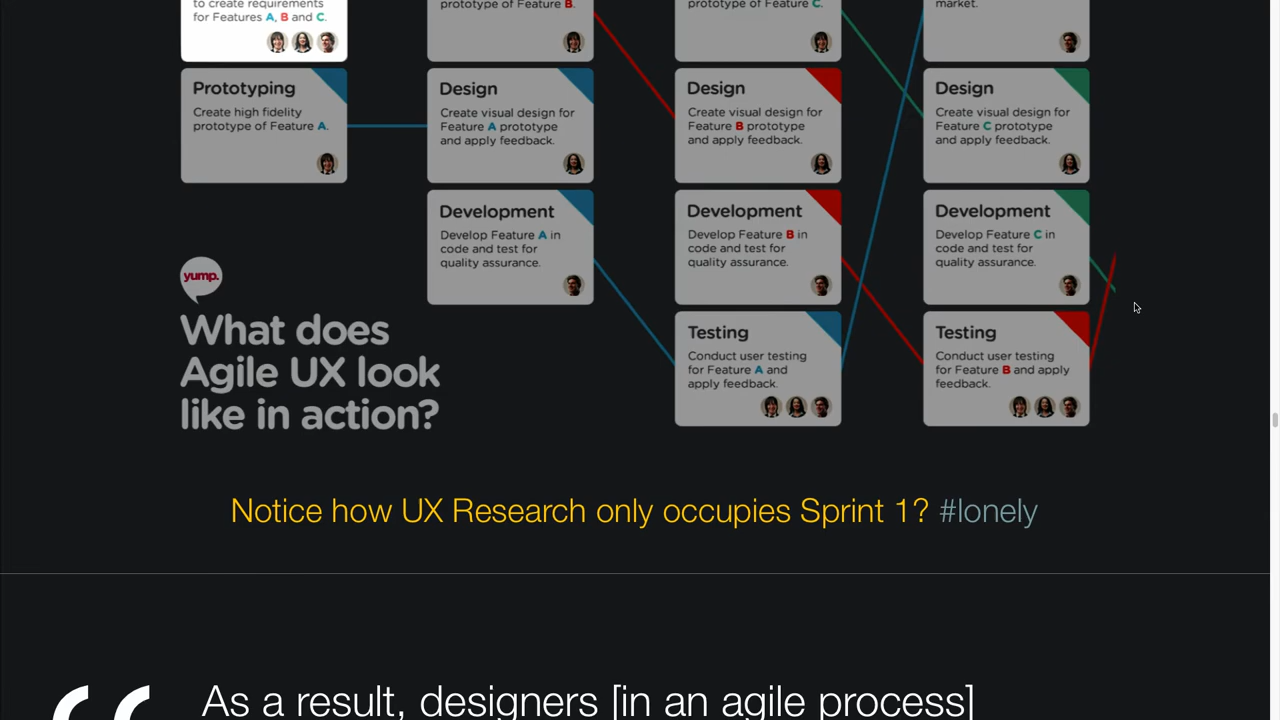 to create requirements
for Features A, B and C.
prototype of Feature B.
prototype of Feature C.
market.
Prototyping
Create high fidelity
prototype of Feature A.
Design
Create visual design for
Feature A prototype
and apply feedback.
Design
Create visual design for
Feature B prototype
and apply feedback.
Design
Create visual design for
Feature C prototype
and apply feedback.
Development
Develop Feature A in
code and test for
quality assurance.
Development
Develop Feature B in
code and test for
quality assurance.
Development
Develop Feature C in
code and test for
quality assurance.
yump.
What does
Agile UX look
like in action?
Testing
Conduct user testing
for Feature A and
apply feedback.
Testing
Conduct user testing
for Feature B and apply
feedback.
Notice how UX Research only occupies Sprint 1? #lonely
“
As a result, designers [in an agile process]